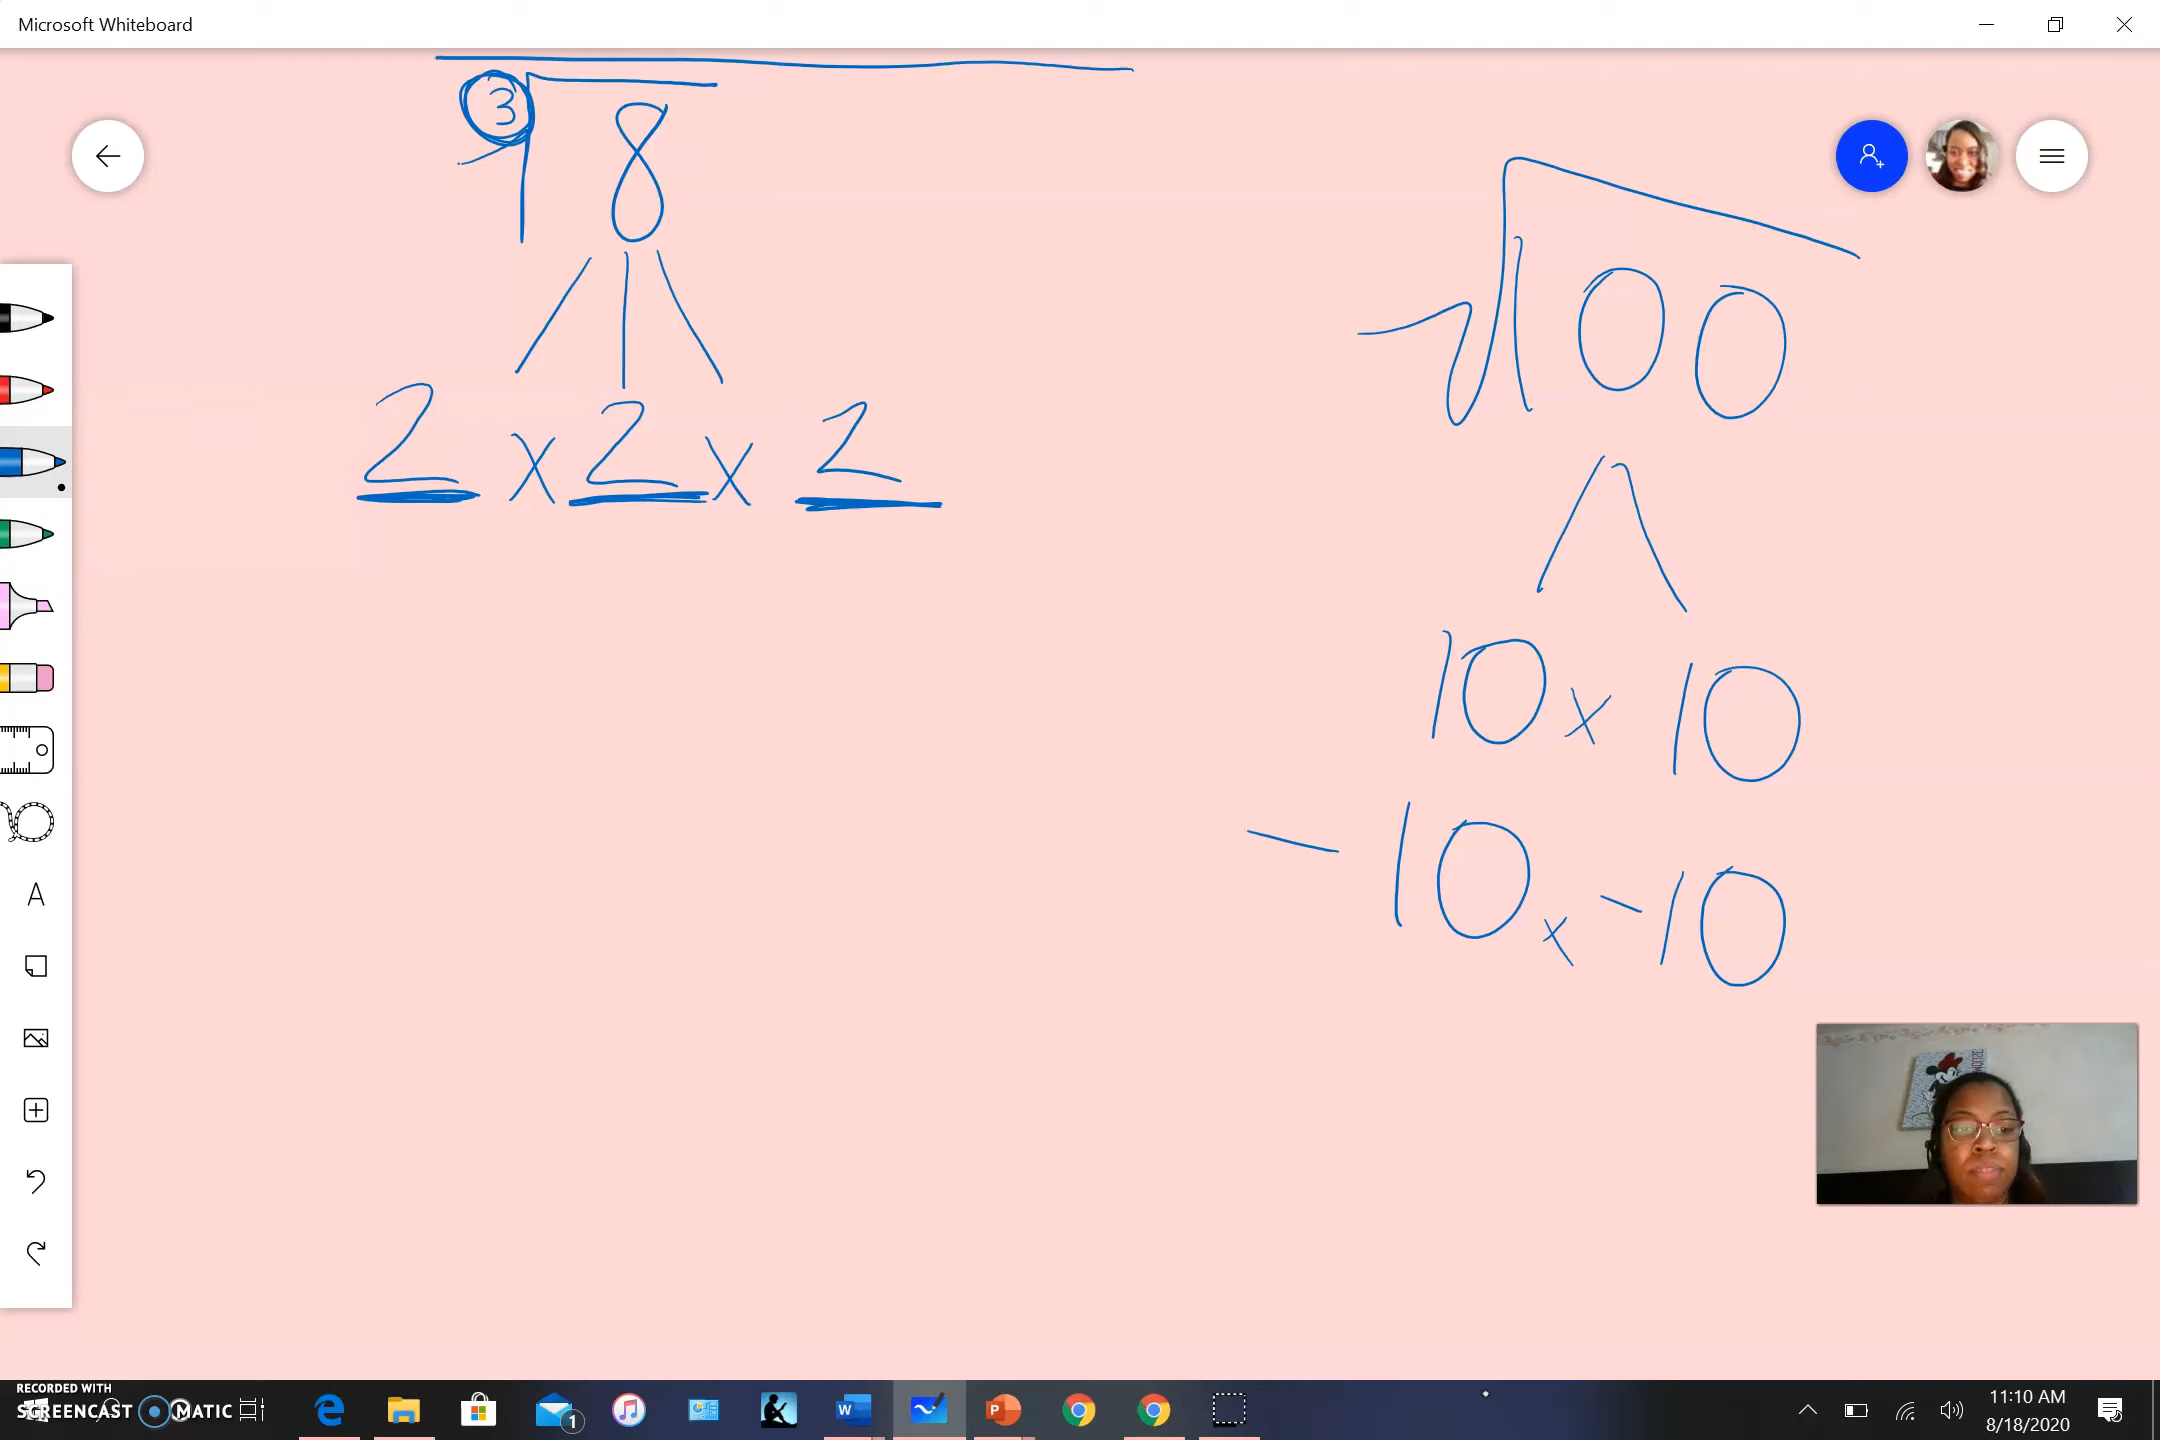 Microsoft Whiteboard
∛8
2 x 2 x 2
√100
10 x 10
-10 x -10
A
RECORDED WITH
SCREENCAST MATIC
1
W
P
11:10 AM
8/18/2020